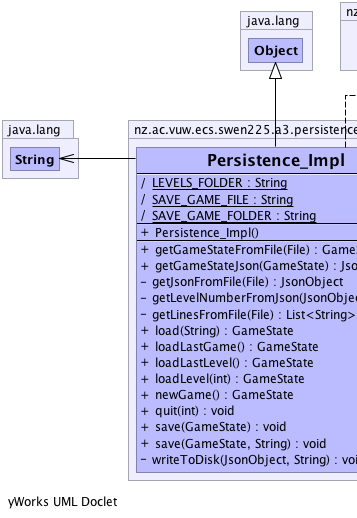 nz
java.lang
Object
java.lang
nz.ac.vuw.ecs.swen225.a3.persistence
String
Persistence_Impl
/ LEVELS_FOLDER : String
/ SAVE_GAME_FILE : String
/ SAVE_GAME_FOLDER : String
+ Persistence_Impl()
+ getGameStateFromFile(File) : GameS
+ getGameStateJson(GameState) : Jso
− getJsonFromFile(File) : JsonObject
− getLevelNumberFromJson(JsonObjec
− getLinesFromFile(File) : List<String>
+ load(String) : GameState
+ loadLastGame() : GameState
+ loadLastLevel() : GameState
+ loadLevel(int) : GameState
+ newGame() : GameState
+ quit(int) : void
+ save(GameState) : void
+ save(GameState, String) : void
− writeToDisk(JsonObject, String) : voi
yWorks UML Doclet